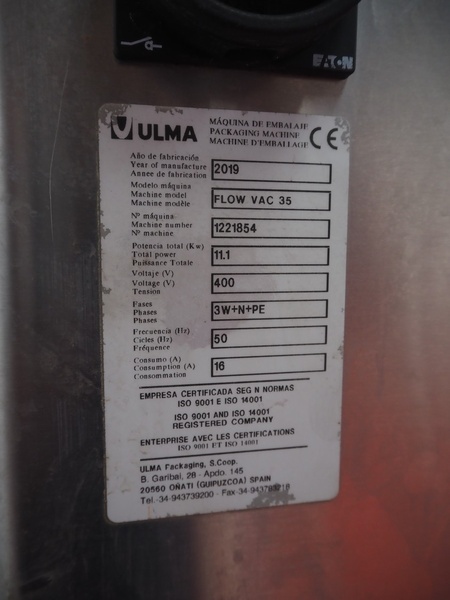 EATON
ULMA
MÁQUINA DE EMBALAJE
PACKAGING MACHINE
MACHINE D'EMBALLAGE
CE
Año de fabricación
Year of manufacture
Annee de fabrication
2019
Modelo máquina
Machine model
Machine modèle
FLOW VAC 35
Nº máquina
Machine number
Nº machine
1221854
Potencia total (Kw)
Total power
Puissance Totale
11.1
Voltaje (V)
Voltage (V)
Tension
400
Fases
Phases
Phases
3W+N+PE
Frecuencia (Hz)
Cicles (Hz)
Fréquence
50
Consumo (A)
Consumption (A)
Consommation
16
EMPRESA CERTIFICADA SEG N NORMAS
ISO 9001 E ISO 14001
ISO 9001 AND ISO 14001
REGISTERED COMPANY
ENTERPRISE AVEC LES CERTIFICATIONS
ISO 9001 ET ISO 14001
ULMA Packaging, S.Coop.
B. Garibai, 28 - Apdo. 145
20560 OÑATI (GUIPUZCOA) SPAIN
Tel.-34-943739200 - Fax-34-